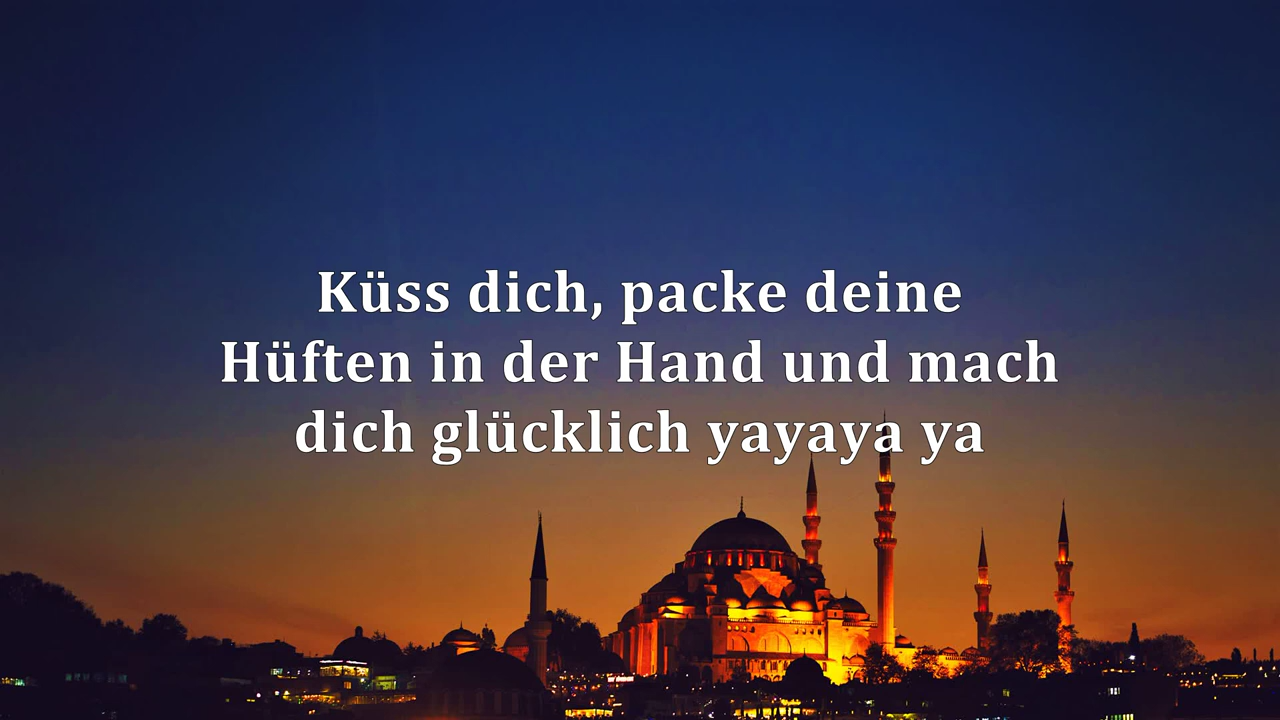 Küss dich, packe deine
Hüften in der Hand und mach
dich glücklich yayaya ya